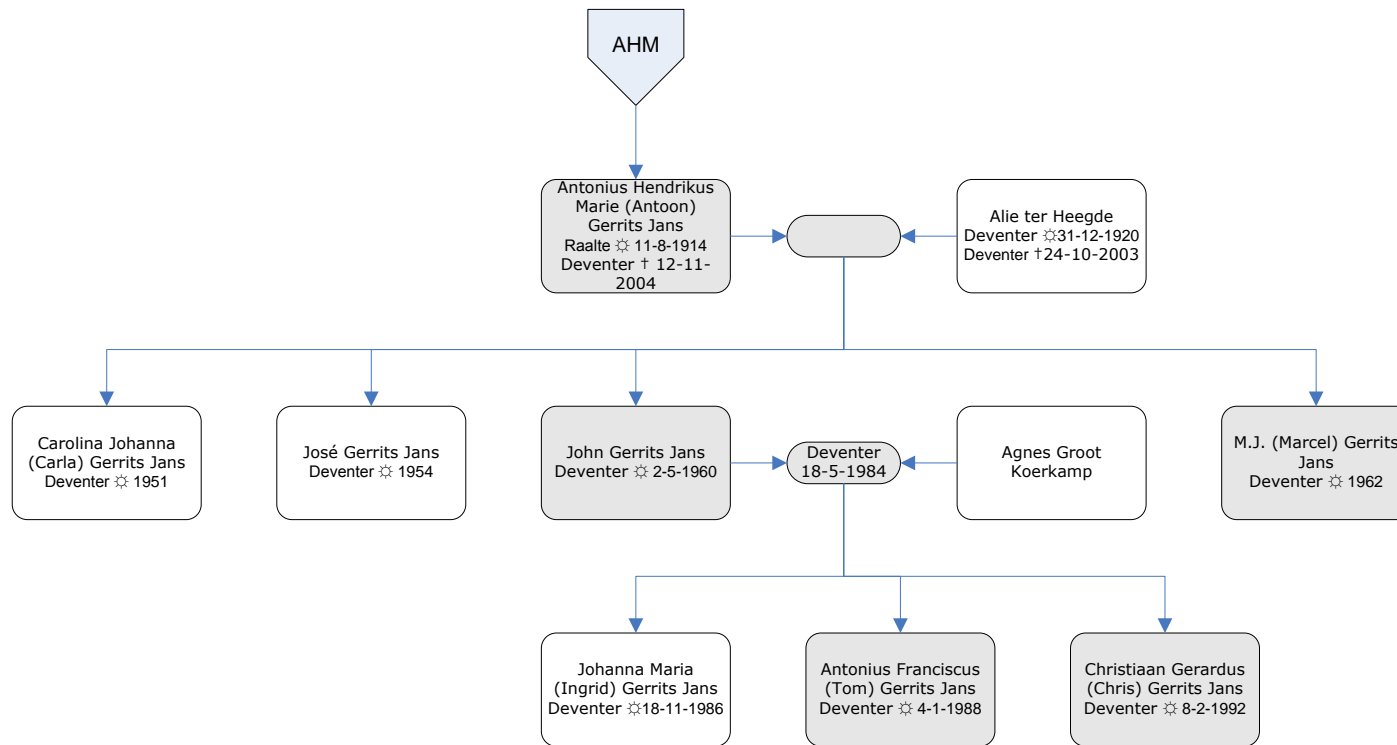 AHM
Antonius Hendrikus
Marie (Antoon)
Gerrits Jans
Raalte ☼ 11-8-1914
Deventer † 12-11-
2004
Alie ter Heegde
Deventer ☼31-12-1920
Deventer †24-10-2003
Carolina Johanna
(Carla) Gerrits Jans
Deventer ☼ 1951
José Gerrits Jans
Deventer ☼ 1954
John Gerrits Jans
Deventer ☼ 2-5-1960
Deventer
18-5-1984
Agnes Groot
Koerkamp
M.J. (Marcel) Gerrits
Jans
Deventer ☼ 1962
Johanna Maria
(Ingrid) Gerrits Jans
Deventer ☼18-11-1986
Antonius Franciscus
(Tom) Gerrits Jans
Deventer ☼ 4-1-1988
Christiaan Gerardus
(Chris) Gerrits Jans
Deventer ☼ 8-2-1992